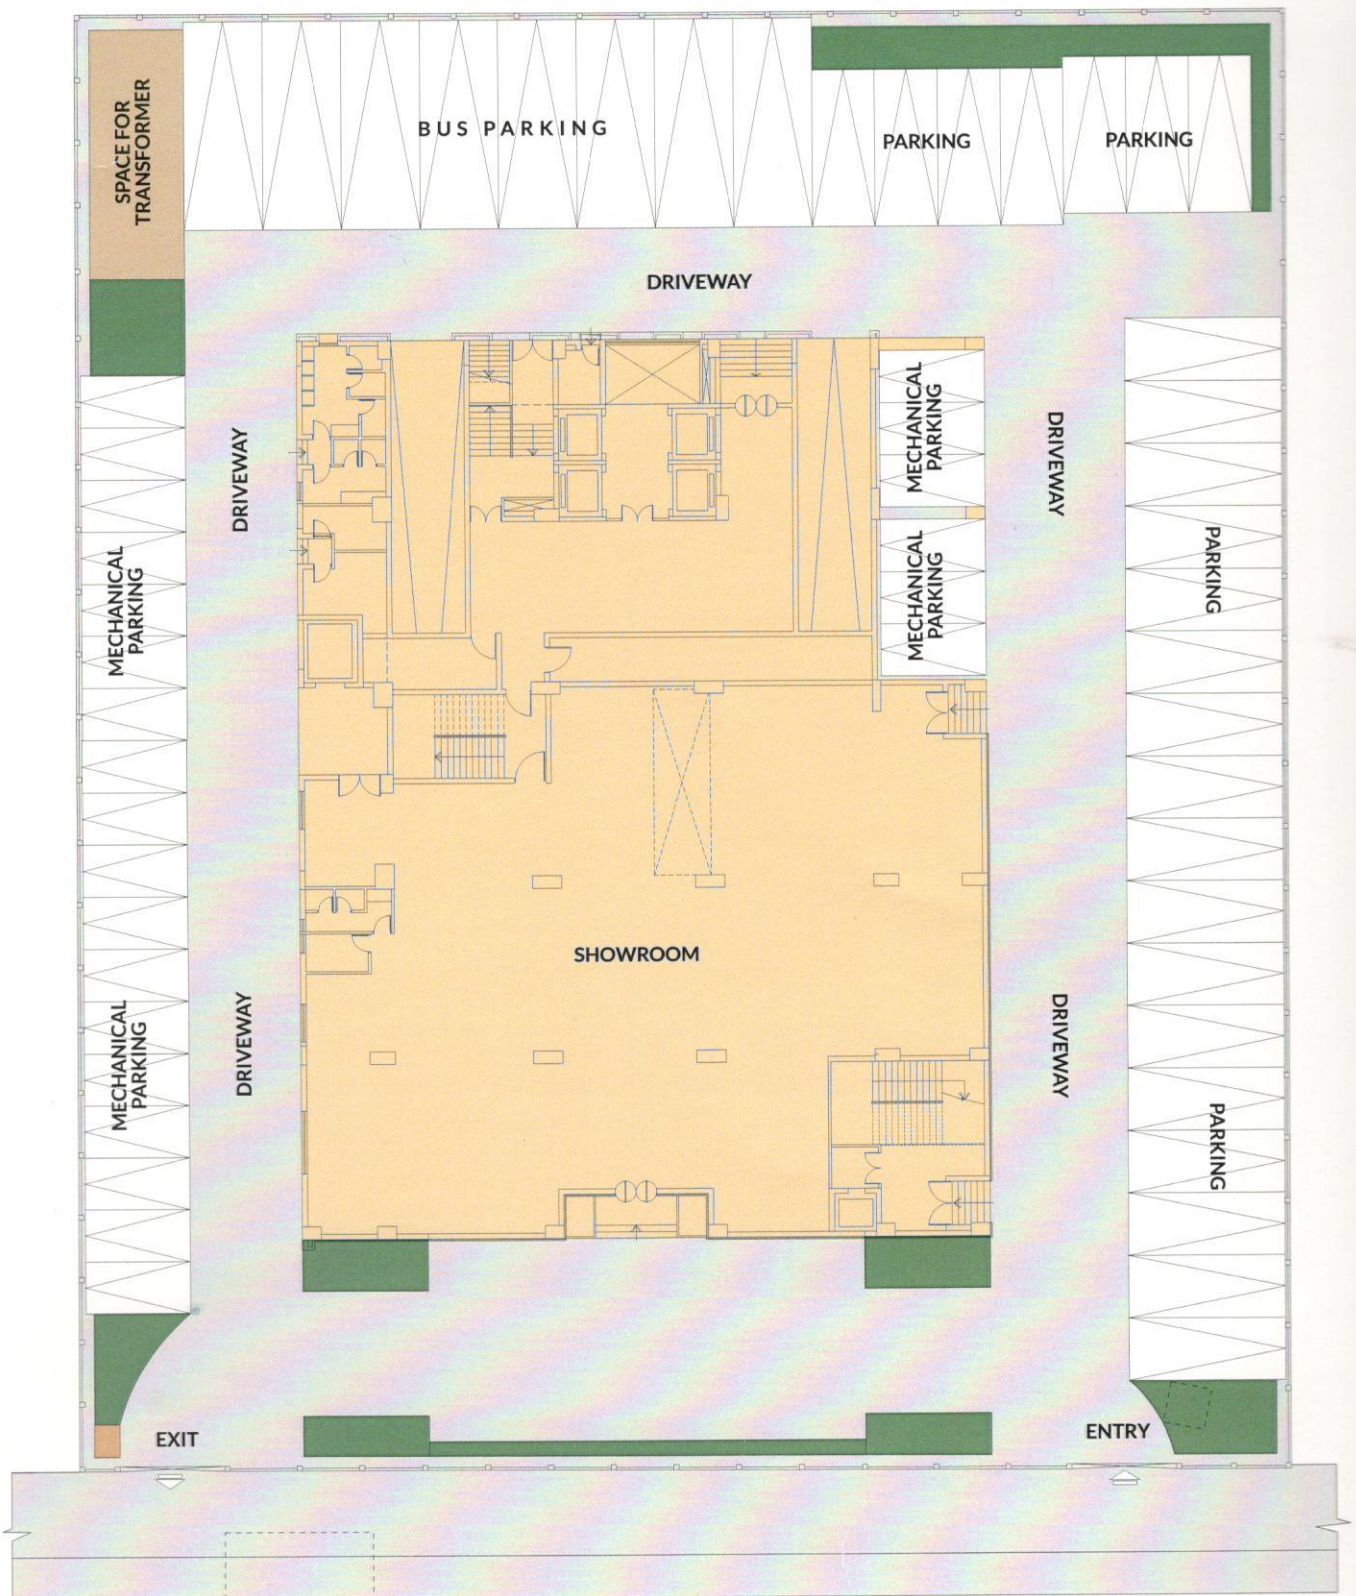 SPACE FOR
TRANSFORMER
BUS PARKING
PARKING
PARKING
DRIVEWAY
DRIVEWAY
MECHANICAL
PARKING
DRIVEWAY
MECHANICAL
PARKING
MECHANICAL
PARKING
PARKING
SHOWROOM
MECHANICAL
PARKING
DRIVEWAY
DRIVEWAY
PARKING
EXIT
ENTRY